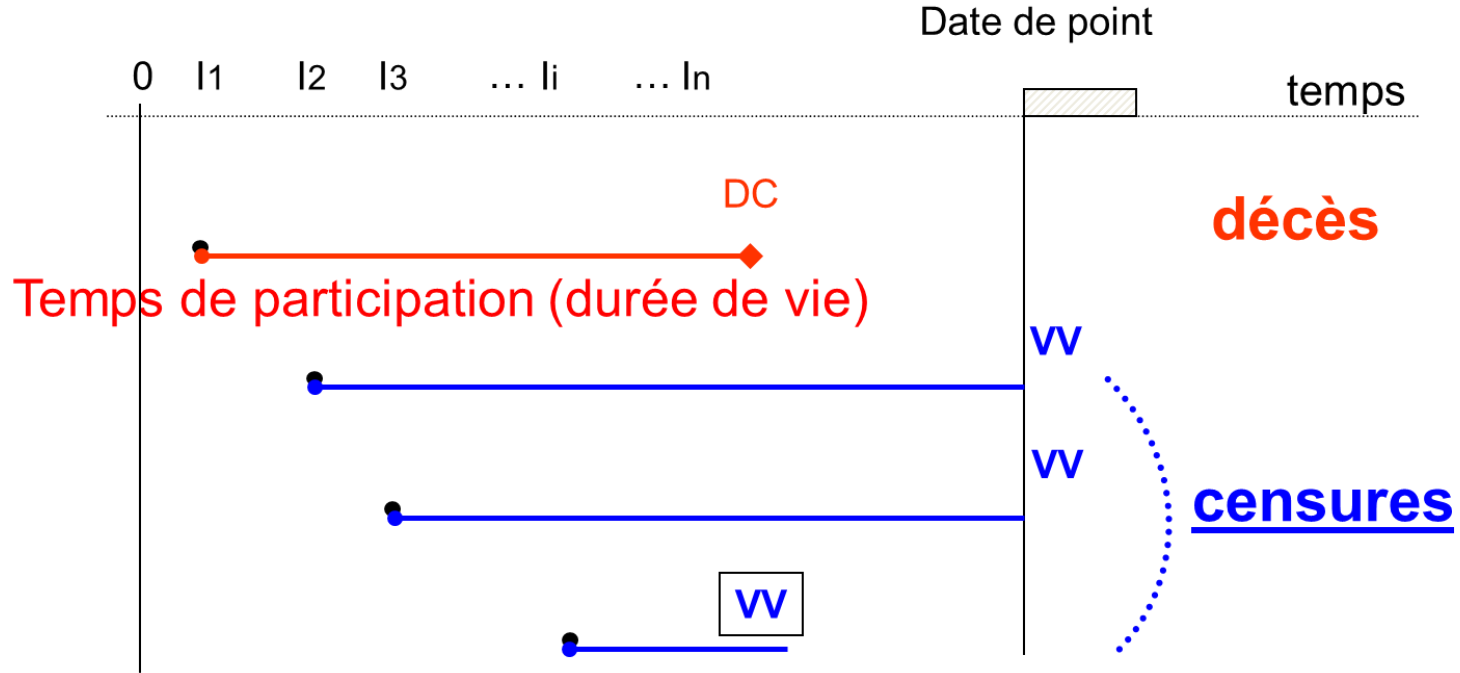 Date de point
0 I1 I2 I3 ... Ii ... In
temps
DC
décès
Temps de participation (durée de vie)
VV
VV
censures
VV